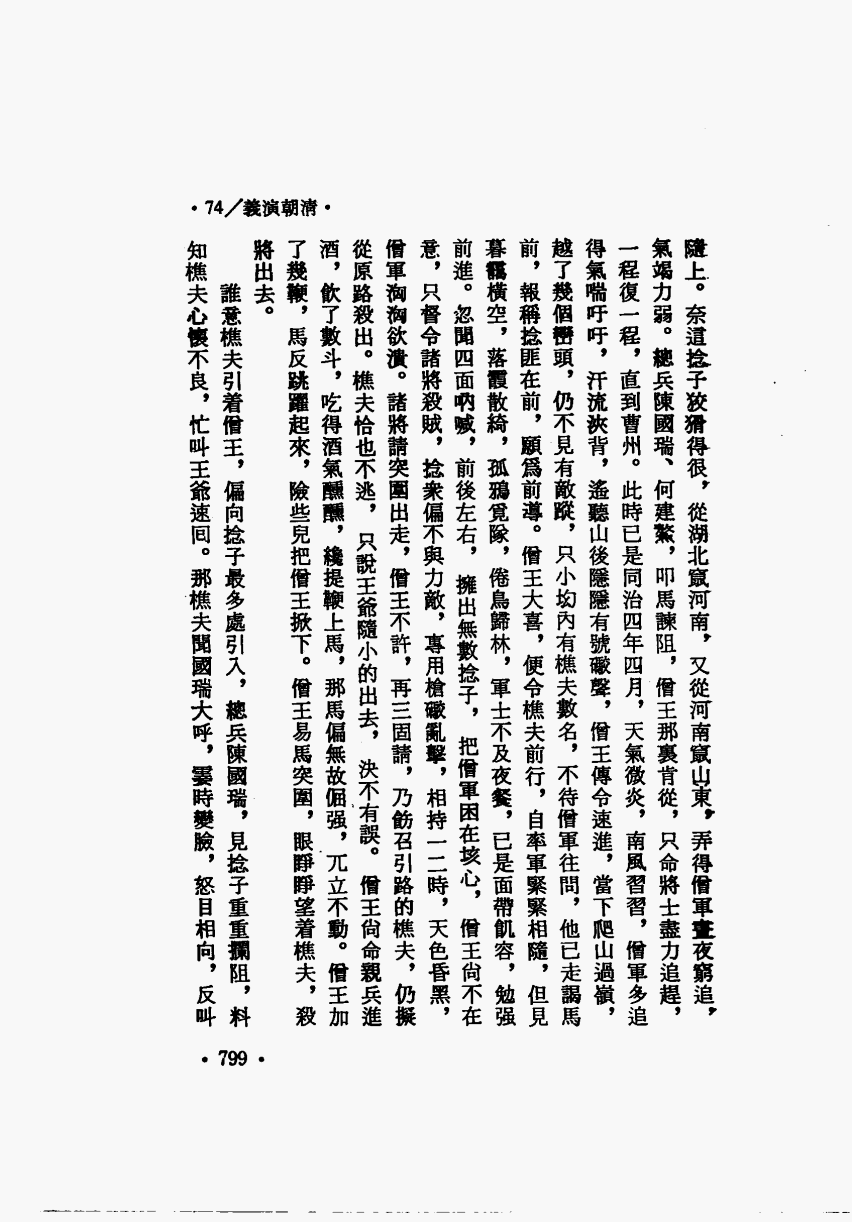 ·74／義演朝清·
隨上。奈這捻子狡猾得很，從湖北竄河南，又從河南竄山東，弄得僧軍晝夜窮追，
氣竭力弱。總兵陳國瑞、何建鰲，叩馬諫阻，僧王那裏肯從，只命將士盡力追趕，
一程復一程，直到曹州。此時已是同治四年四月，天氣微炎，南風習習，僧軍多追
得氣喘吁吁，汗流浹背，遙聽山後隱隱有號礮聲，僧王傳令速進，當下爬山過嶺，
越了幾個巒頭，仍不見有敵蹤，只小㘭內有樵夫數名，不待僧軍往問，他已走謁馬
前，報稱捻匪在前，願爲前導。僧王大喜，便令樵夫前行，自率軍緊緊相隨，但見
暮靄橫空，落霞散綺，孤鴉覓隊，倦鳥歸林，軍士不及夜餐，已是面帶飢容，勉强
前進。忽聞四面吶喊，前後左右，擁出無數捻子，把僧軍困在垓心，僧王尙不在
意，只督令諸將殺賊，捻衆偏不與力敵，專用槍礮亂擊，相持一二時，天色昏黑，
僧軍洶洶欲潰。諸將請突圍出走，僧王不許，再三固請，乃飭召引路的樵夫，仍擬
從原路殺出。樵夫恰也不逃，只說王爺隨小的出去，決不有誤。僧王尙命親兵進
酒，飮了數斗，吃得酒氣醺醺，纔提鞭上馬，那馬偏無故倔强，兀立不動。僧王加
了幾鞭，馬反跳躍起來，險些兒把僧王掀下。僧王易馬突圍，眼睜睜望着樵夫，殺
將出去。
誰意樵夫引着僧王，偏向捻子最多處引入，總兵陳國瑞，見捻子重重攔阻，料
知樵夫心懷不良，忙叫王爺速囘。那樵夫聞國瑞大呼，霎時變臉，怒目相向，反叫
·799·